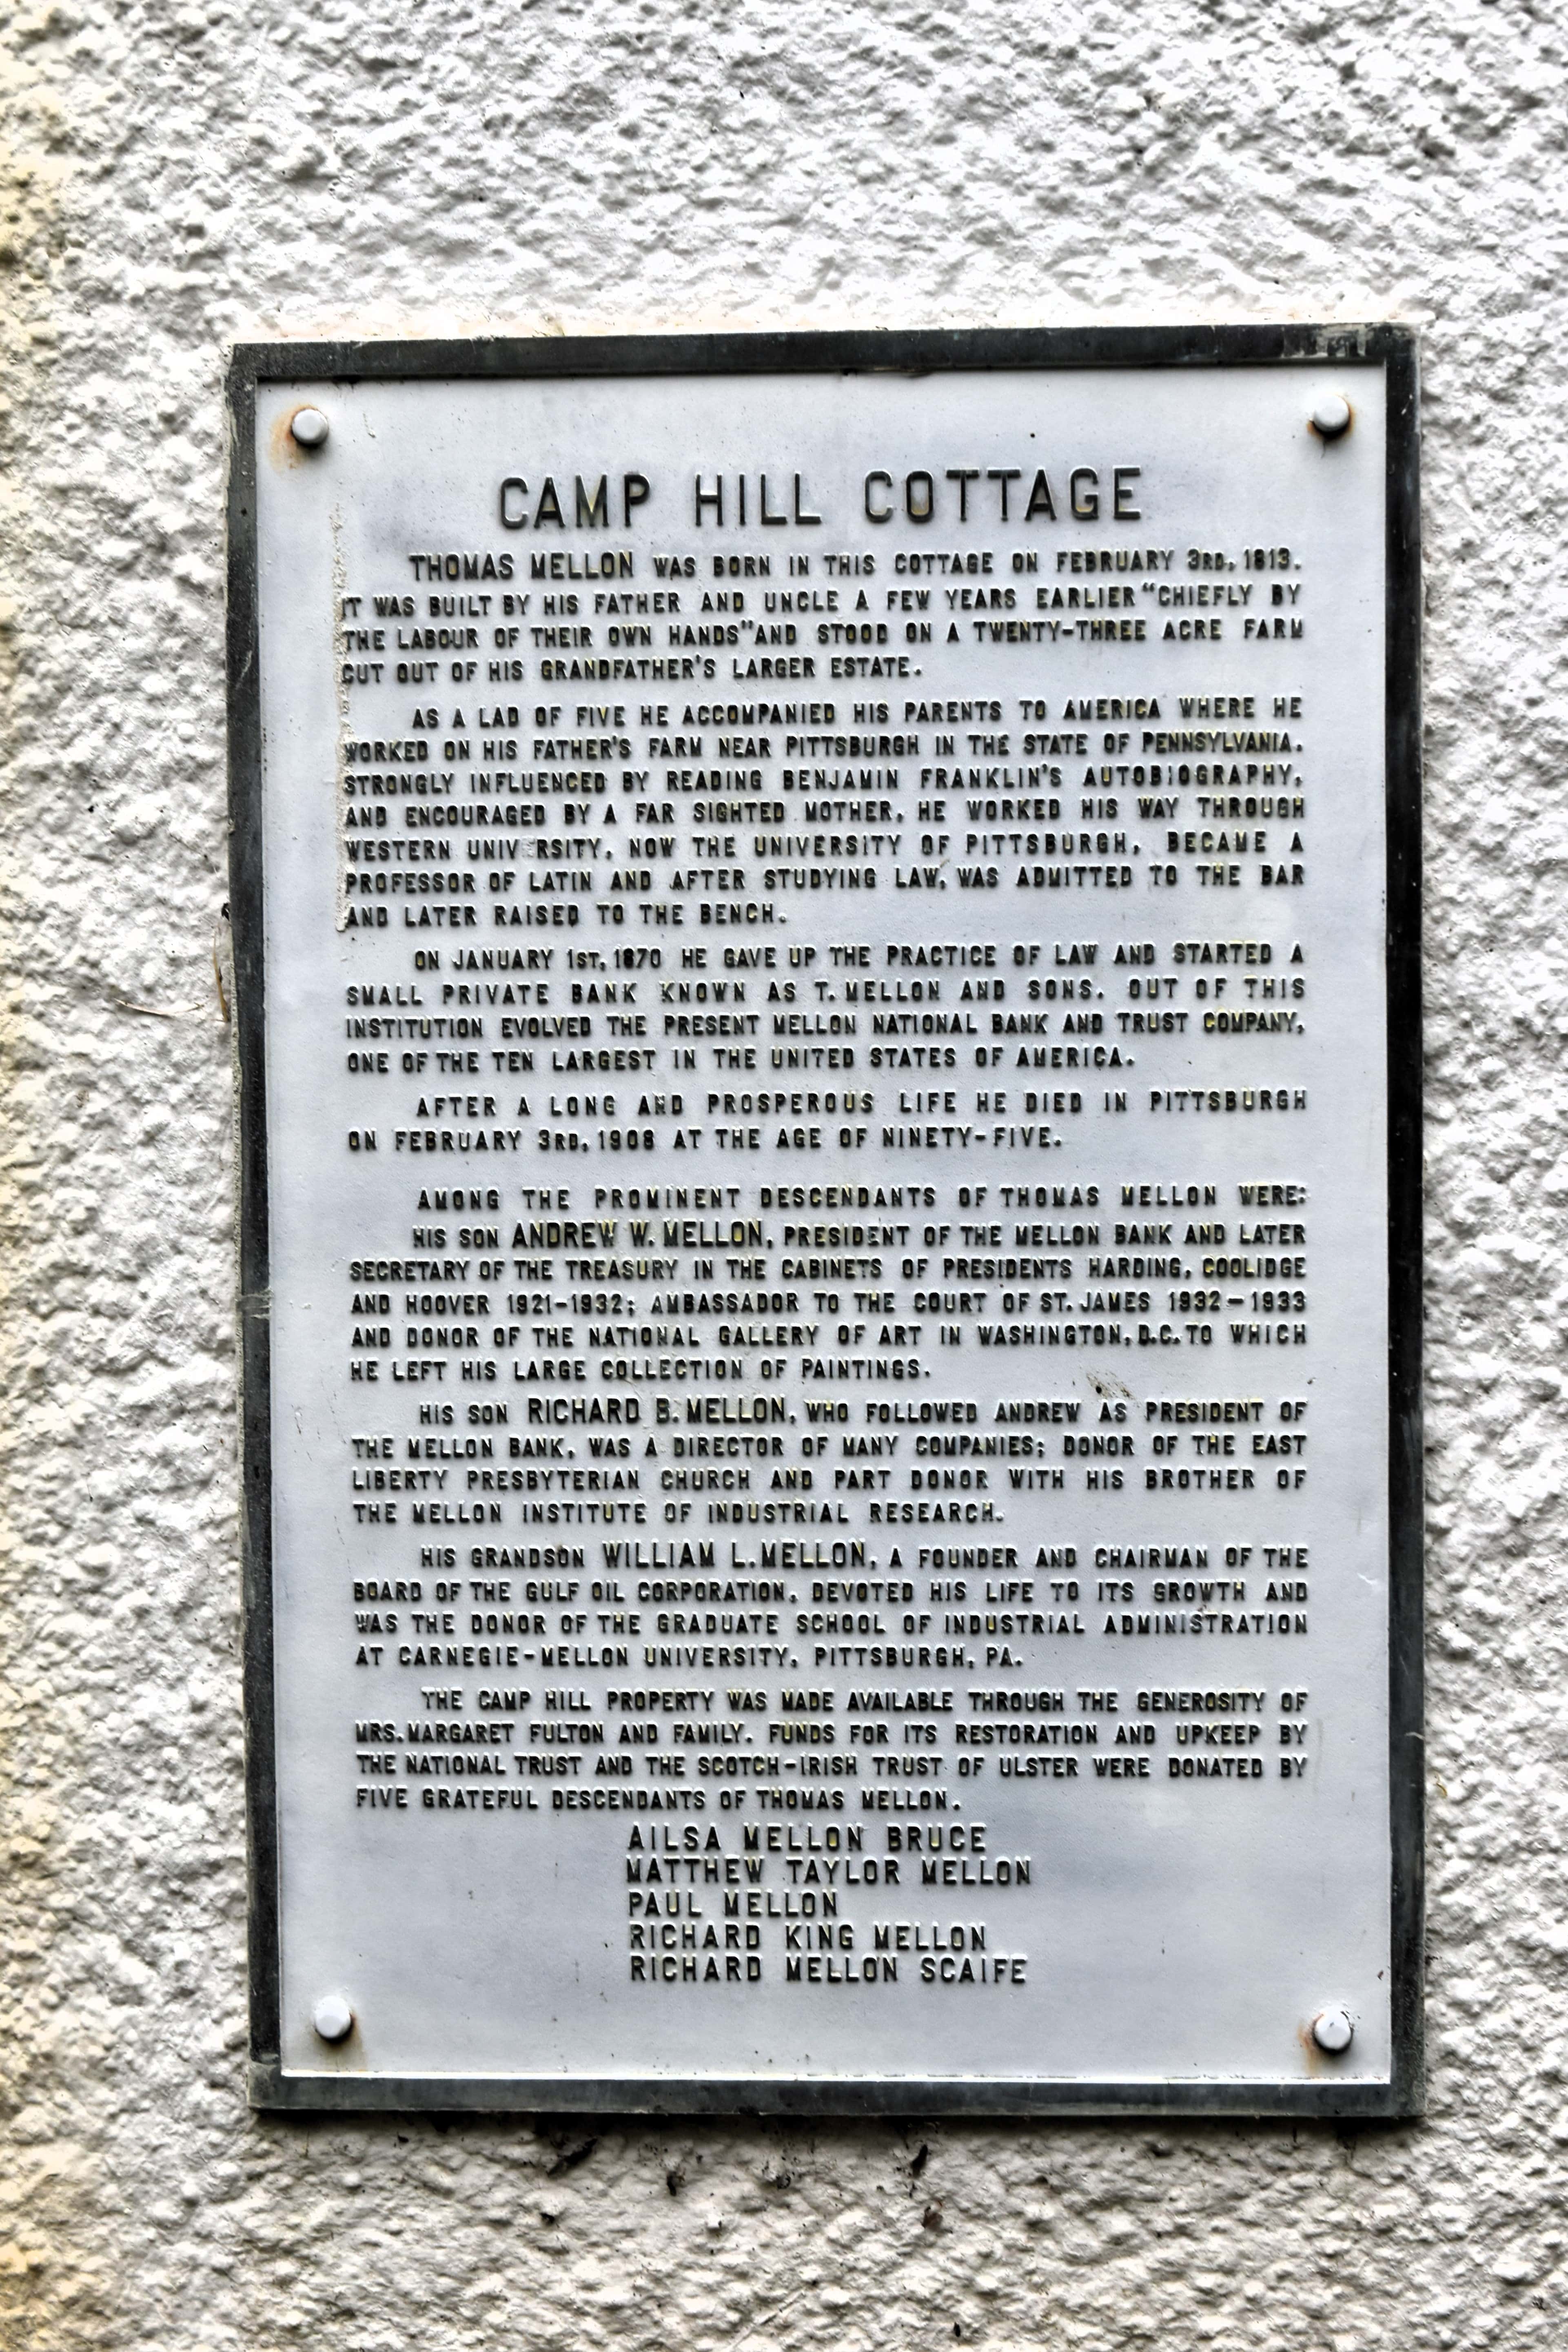 CAMP HILL COTTAGE
THOMAS MELLON WAS BORN IN THIS COTTAGE ON FEBRUARY 3RD, 1813.
IT WAS BUILT BY HIS FATHER AND UNCLE A FEW YEARS EARLIER "CHIEFLY BY
THE LABOUR OF THEIR OWN HANDS" AND STOOD ON A TWENTY-THREE ACRE FARM
CUT OUT OF HIS GRANDFATHER'S LARGER ESTATE.
AS A LAD OF FIVE HE ACCOMPANIED HIS PARENTS TO AMERICA WHERE HE
WORKED ON HIS FATHER'S FARM NEAR PITTSBURGH IN THE STATE OF PENNSYLVANIA.
STRONGLY INFLUENCED BY READING BENJAMIN FRANKLIN'S AUTOBIOGRAPHY,
AND ENCOURAGED BY A FAR SIGHTED MOTHER, HE WORKED HIS WAY THROUGH
WESTERN UNIVERSITY, NOW THE UNIVERSITY OF PITTSBURGH, BECAME A
PROFESSOR OF LATIN AND AFTER STUDYING LAW, WAS ADMITTED TO THE BAR
AND LATER RAISED TO THE BENCH.
ON JANUARY 1ST, 1870 HE GAVE UP THE PRACTICE OF LAW AND STARTED A
SMALL PRIVATE BANK KNOWN AS T. MELLON AND SONS. OUT OF THIS
INSTITUTION EVOLVED THE PRESENT MELLON NATIONAL BANK AND TRUST COMPANY,
ONE OF THE TEN LARGEST IN THE UNITED STATES OF AMERICA.
AFTER A LONG AND PROSPEROUS LIFE HE DIED IN PITTSBURGH
ON FEBRUARY 3RD, 1908 AT THE AGE OF NINETY-FIVE.
AMONG THE PROMINENT DESCENDANTS OF THOMAS MELLON WERE:
HIS SON ANDREW W. MELLON, PRESIDENT OF THE MELLON BANK AND LATER
SECRETARY OF THE TREASURY IN THE CABINETS OF PRESIDENTS HARDING, COOLIDGE
AND HOOVER 1921-1932; AMBASSADOR TO THE COURT OF ST. JAMES 1932-1933
AND DONOR OF THE NATIONAL GALLERY OF ART IN WASHINGTON, D.C. TO WHICH
HE LEFT HIS LARGE COLLECTION OF PAINTINGS.
HIS SON RICHARD B. MELLON, WHO FOLLOWED ANDREW AS PRESIDENT OF
THE MELLON BANK, WAS A DIRECTOR OF MANY COMPANIES; DONOR OF THE EAST
LIBERTY PRESBYTERIAN CHURCH AND PART DONOR WITH HIS BROTHER OF
THE MELLON INSTITUTE OF INDUSTRIAL RESEARCH.
HIS GRANDSON WILLIAM L. MELLON, A FOUNDER AND CHAIRMAN OF THE
BOARD OF THE GULF OIL CORPORATION, DEVOTED HIS LIFE TO ITS GROWTH AND
WAS THE DONOR OF THE GRADUATE SCHOOL OF INDUSTRIAL ADMINISTRATION
AT CARNEGIE-MELLON UNIVERSITY, PITTSBURGH, PA.
THE CAMP HILL PROPERTY WAS MADE AVAILABLE THROUGH THE GENEROSITY OF
MRS. MARGARET FULTON AND FAMILY. FUNDS FOR ITS RESTORATION AND UPKEEP BY
THE NATIONAL TRUST AND THE SCOTCH-IRISH TRUST OF ULSTER WERE DONATED BY
FIVE GRATEFUL DESCENDANTS OF THOMAS MELLON.
AILSA MELLON BRUCE
MATTHEW TAYLOR MELLON
PAUL MELLON
RICHARD KING MELLON
RICHARD MELLON SCAIFE